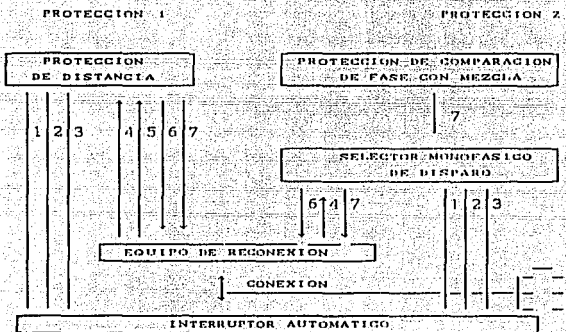 PROTECCION 1
PROTECCION 2
PROTECCION DE DISTANCIA
PROTECCION DE COMPARACION
DE FASE CON MEZCLA
7
1 2 3 4 5 6 7
SELECTOR MONOFASICO
DE DISPARO
6 4 7 1 2 3
EQUIPO DE RECONEXION
CONEXION
INTERRUPTOR AUTOMATICO